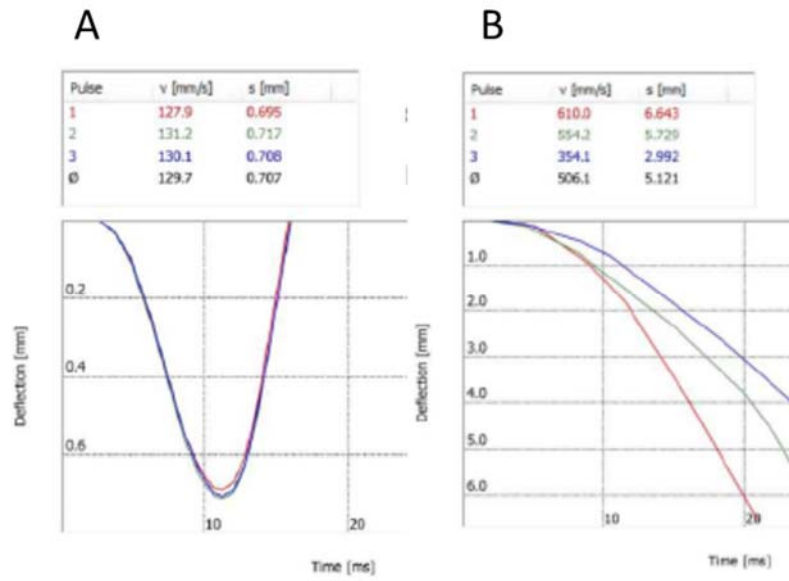 A
Pulse v [mm/s] s [mm]
1 127.9 0.695
2 131.2 0.717
3 130.1 0.708
Ø 129.7 0.707
0.2
0.4
0.6
10 20
Deflection [mm]
Time [ms]
B
Pulse v [mm/s] s [mm]
1 610.0 6.643
2 554.2 5.729
3 354.1 2.992
Ø 506.1 5.121
1.0
2.0
3.0
4.0
5.0
6.0
10 20
Deflection [mm]
Time [ms]